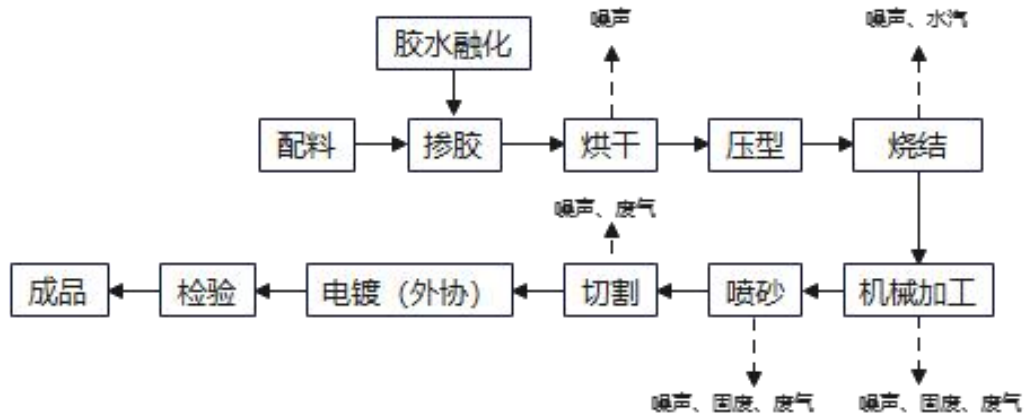 噪声
噪声、水汽
胶水融化
配料
掺胶
烘干
压型
烧结
噪声、废气
成品
检验
电镀（外协）
切割
喷砂
机械加工
噪声、固废、废气
噪声、固废、废气